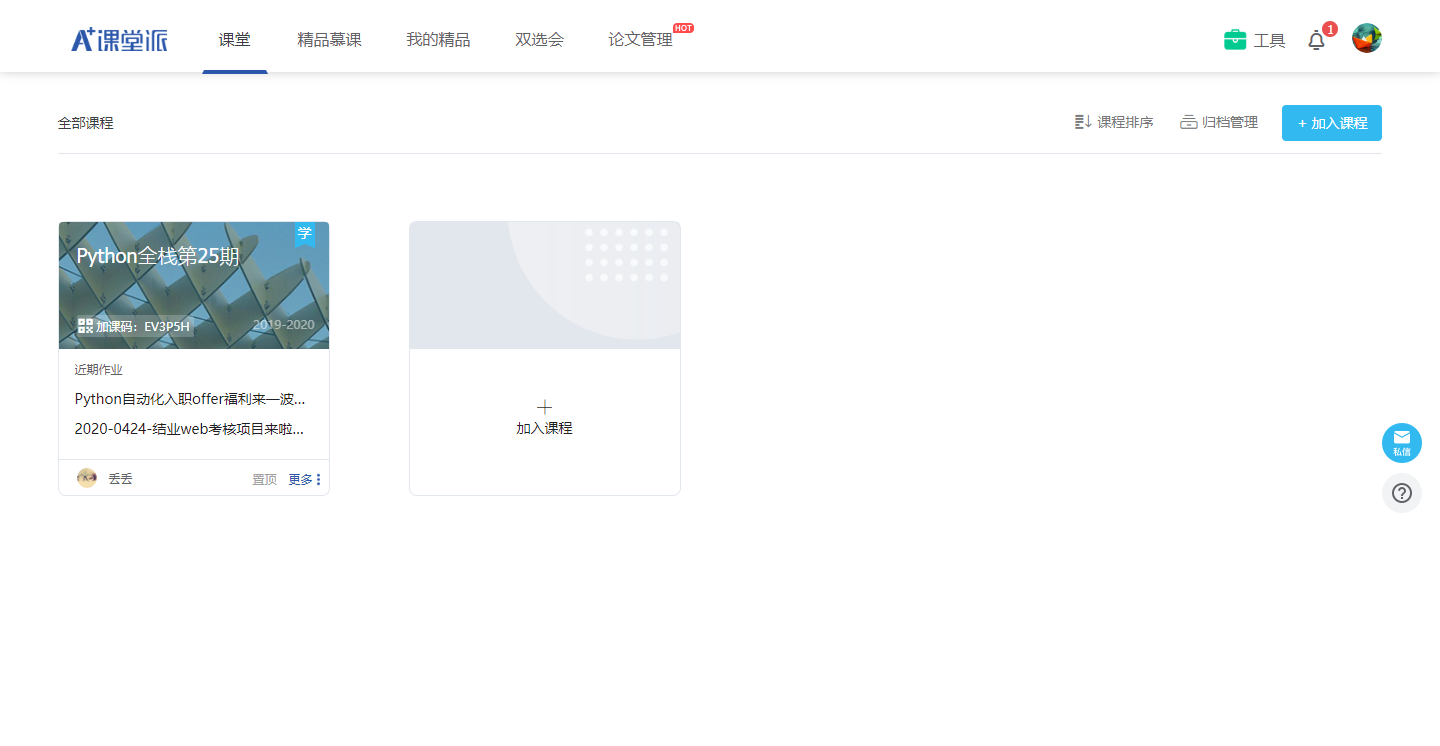 A+课堂派
课堂
精品慕课
我的精品
双选会
论文管理
HOT
工具
1
全部课程
课程排序
归档管理
+ 加入课程
学
Python全栈第25期
加课码：EV3P5H
2019-2020
近期作业
Python自动化入职offer福利来—波...
2020-0424-结业web考核项目来啦...
丢丢
置顶
更多
加入课程
私信